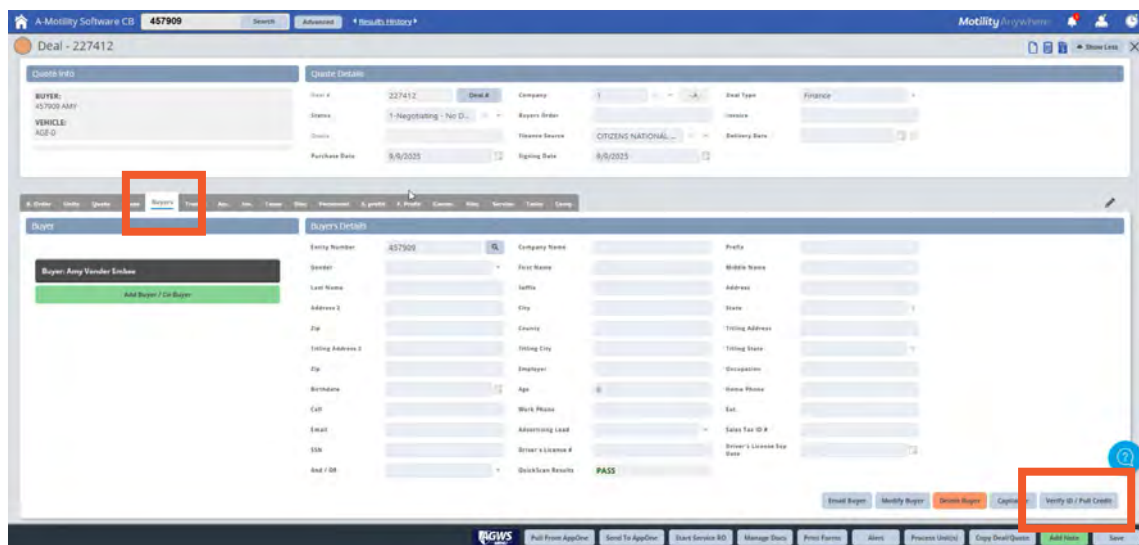 A-Motility Software CB 457909 Search Advanced Results History MotilityAnywhere
Deal - 227412 Show Less X
Quote Info Quote Details
BUYER:
457909 AMY
VEHICLE:
Deal # 227412 Deal # Company 1 Deal Type Finance
Status 1-Negotiating - No D... Buyers Order Invoice
Finance Source CITIZENS NATIONAL ... Delivery Date
Purchase Date 9/9/2025 Signing Date 9/9/2025
Units Quote Buyers
Buyer Buyers Details
Entity Number 457909 Company Name Prefix
Buyer: Amy Vander Embse Gender First Name Middle Name
Add Buyer / Co-Buyer Last Name Suffix Address
Address 2 City State
Zip County Titling Address
Titling Address 2 Titling City Titling State
Zip Employer Occupation
Birthdate Age 0 Home Phone
Cell Work Phone Ext.
Email Advertising Lead Sales Tax ID #
SSN Driver's License # Driver's License Exp Date
And / OR QuickScan Results PASS
?
Email Buyer Modify Buyer Delete Buyer Verify ID / Pull Credit
AGWS Pull From AppOne Send To AppOne Start Service RO Manage Docs Print Forms Alert Process Unit(s) Copy Deal/Quote Add Note Save